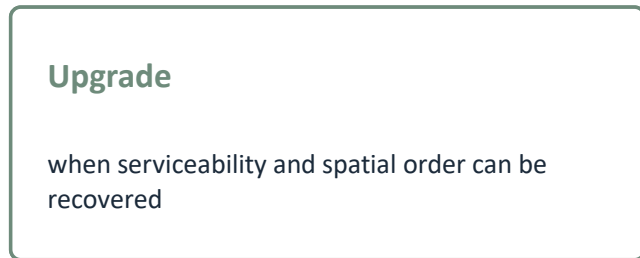 Upgrade
when serviceability and spatial order can be
recovered